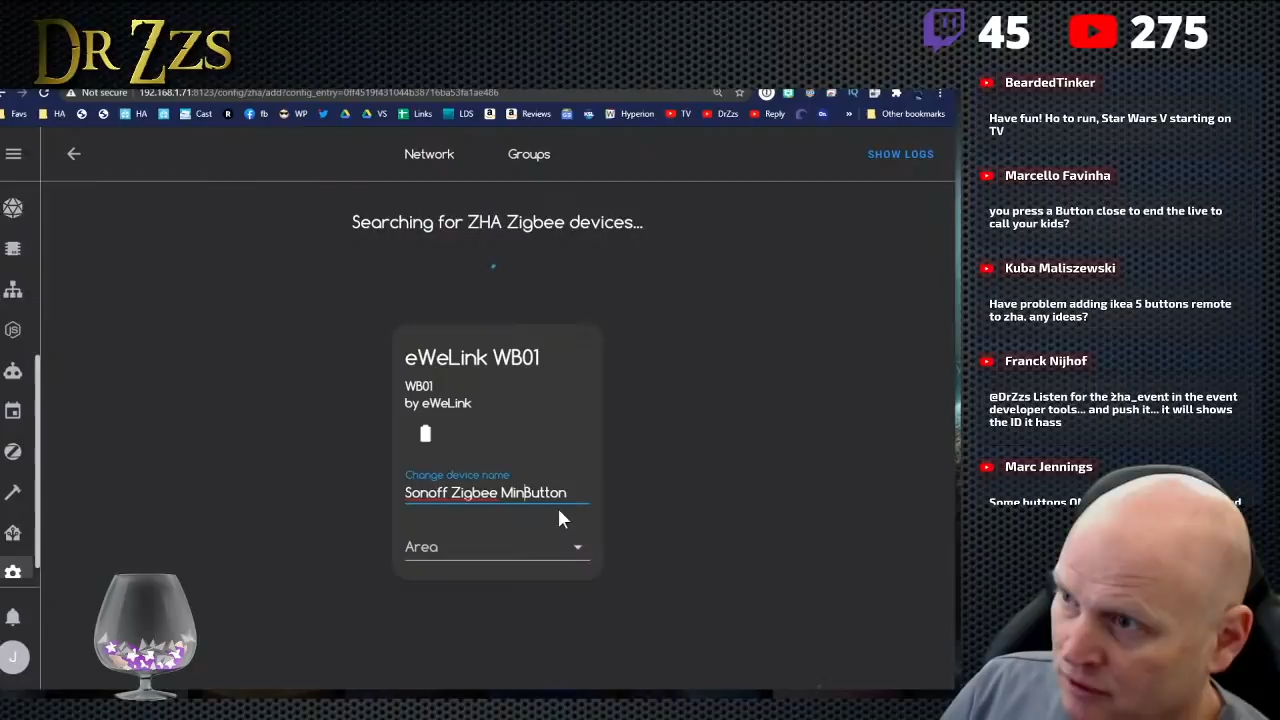 DR ZZS
45
275
Not secure
192.168.1.71:8123/config/zha/add?config_entry=0ff4519f431044b38716ba53fa1ae486
Favs
HA
HA
Cast
fb
WP
VS
Links
LDS
Reviews
Hyperion
TV
DrZzs
Reply
»
Other bookmarks
Network
Groups
SHOW LOGS
Searching for ZHA Zigbee devices...
eWeLink WB01
WB01
by eWeLink
Change device name
Sonoff Zigbee MinButton
Area
J
BeardedTinker
Have fun! Ho to run, Star Wars V starting on
TV
Marcello Favinha
you press a Button close to end the live to
call your kids?
Kuba Maliszewski
Have problem adding ikea 5 buttons remote
to zha. any ideas?
Franck Nijhof
@DrZzs Listen for the zha_event in the event
developer tools... and push it... it will shows
the ID it hass
Marc Jennings
Some buttons